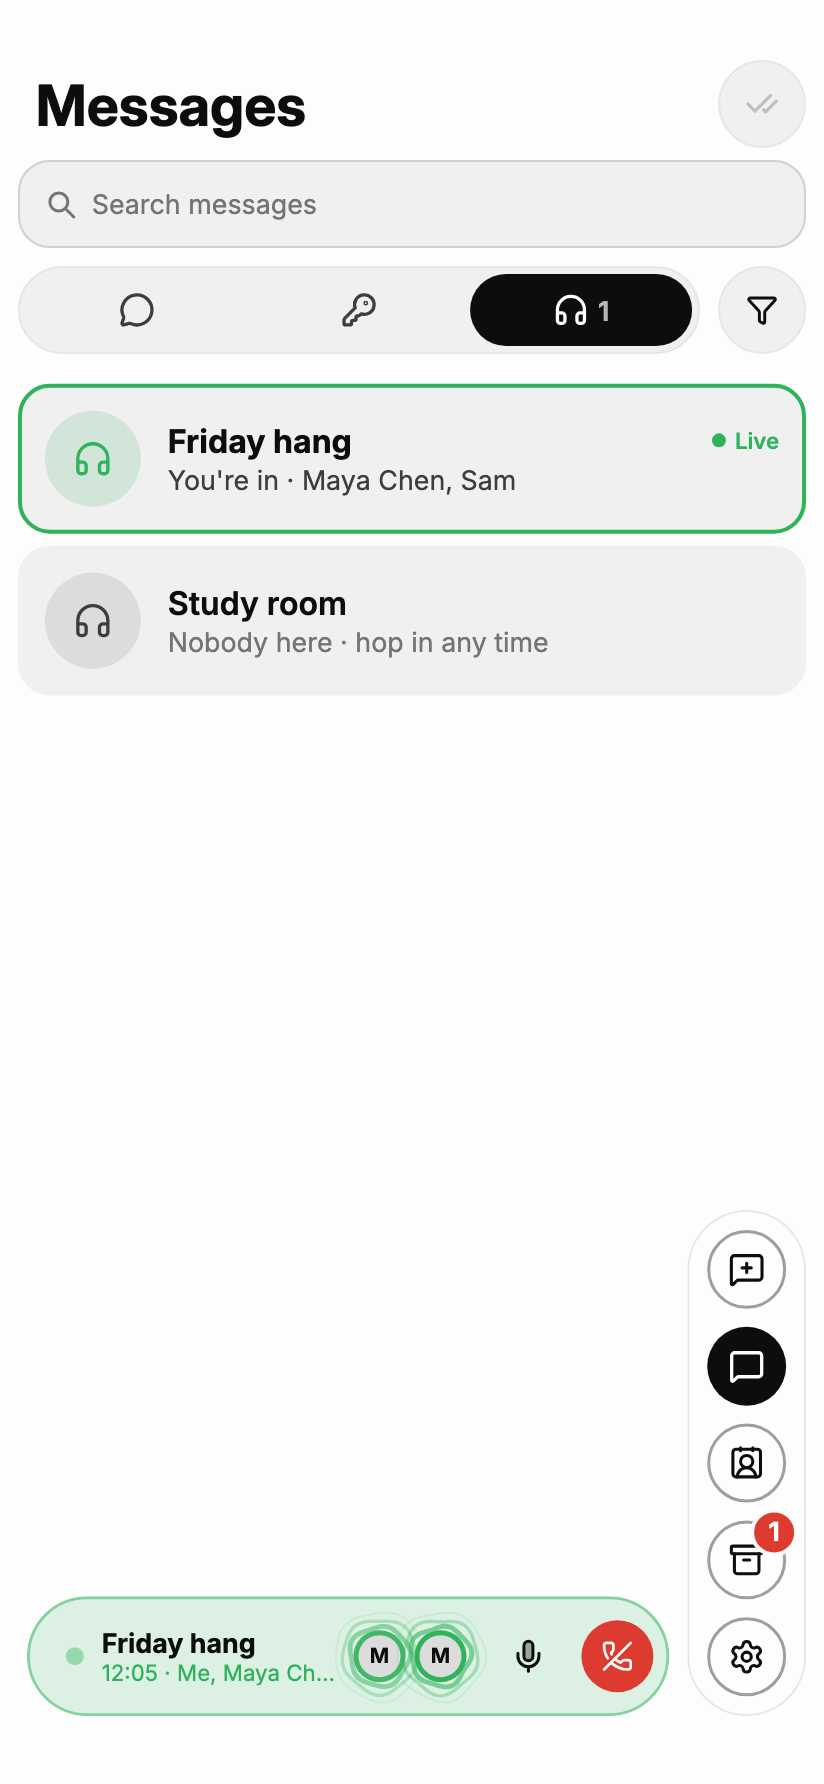 Messages
Search messages
1
Friday hang
Live
You're in · Maya Chen, Sam
Study room
Nobody here · hop in any time
1
Friday hang
12:05 · Me, Maya Ch...
M
M